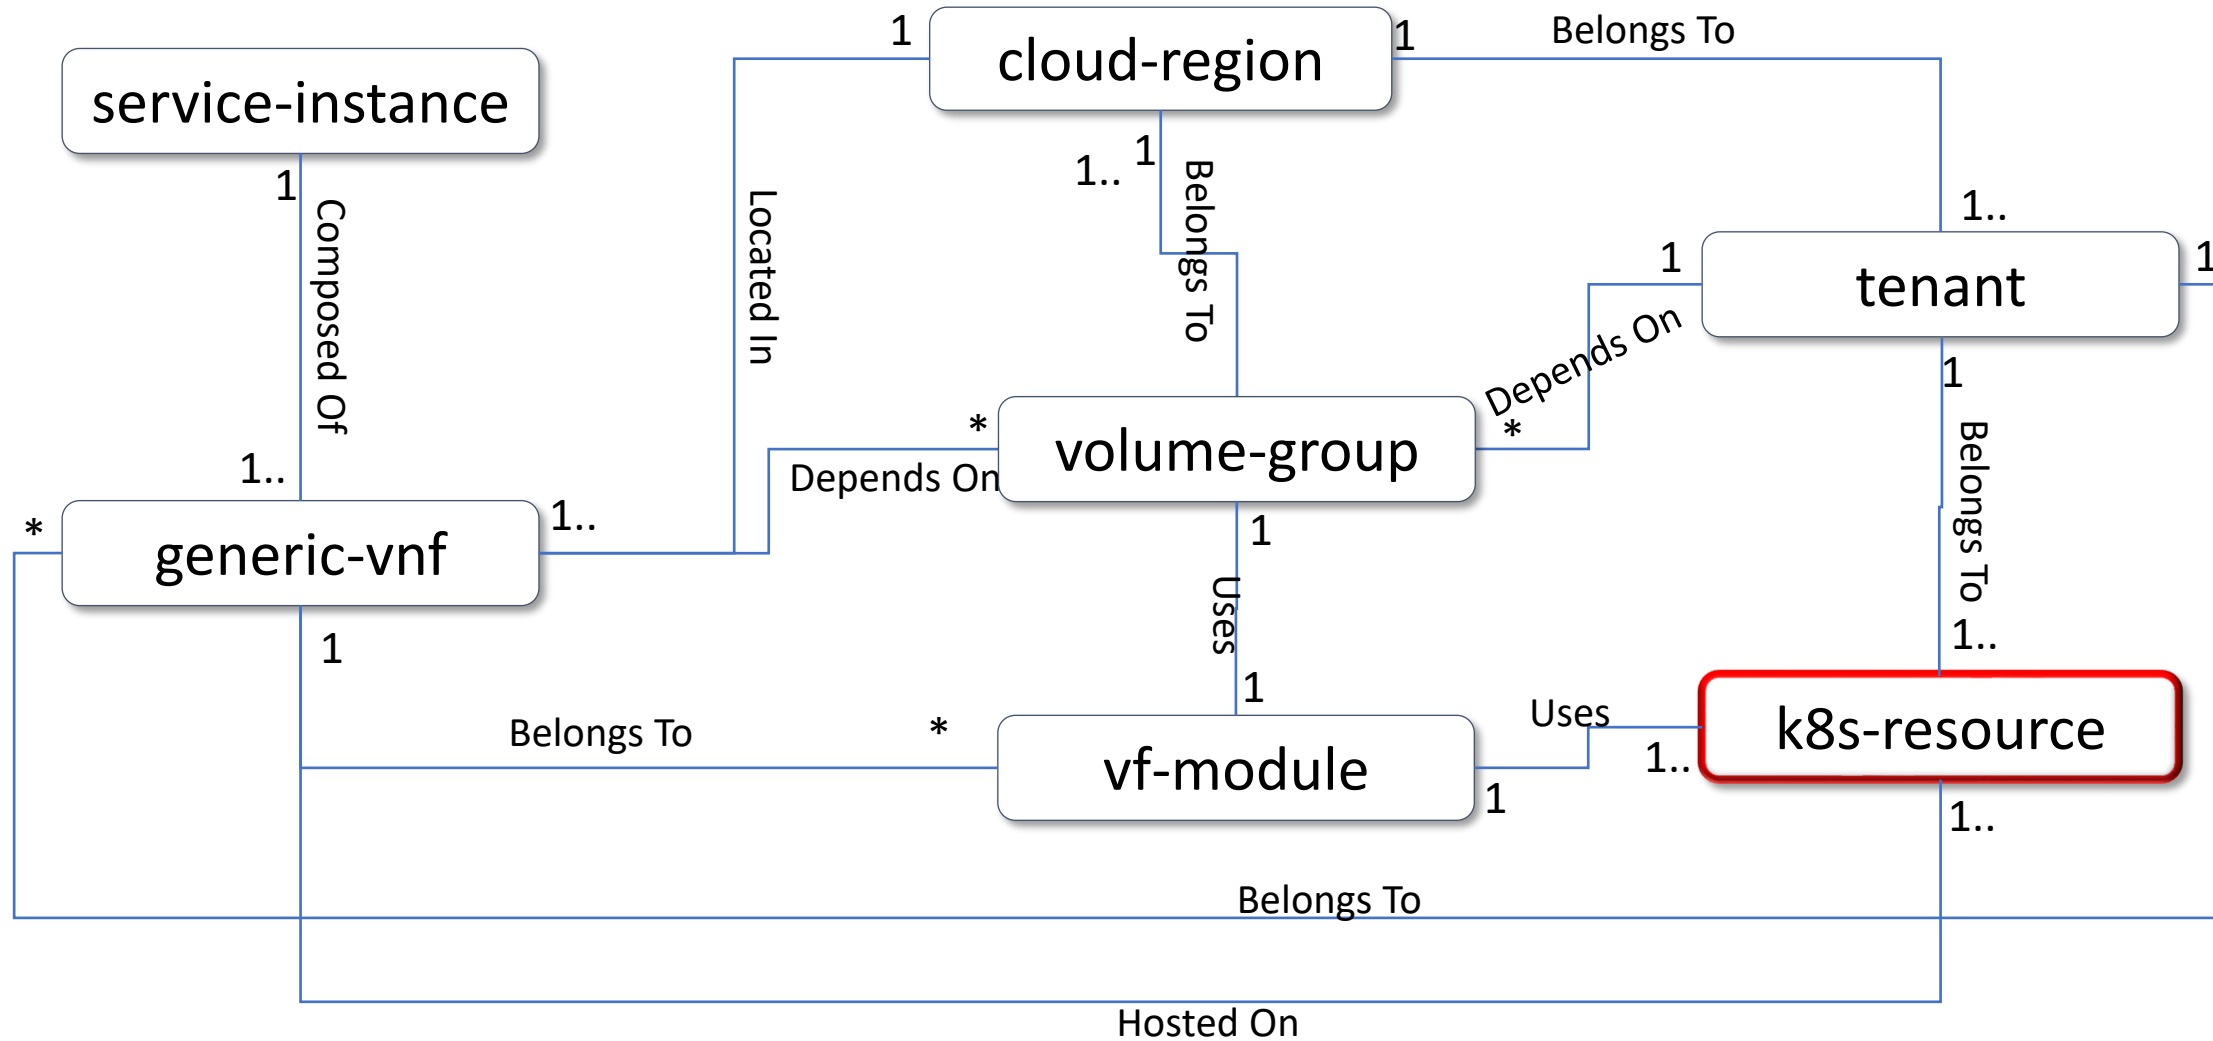 1
cloud-region
1
Belongs To
service-instance
1
1..
1
Belongs To
Located In
Composed Of
1..
1
tenant
1
Depends On
1
Belongs To
*
volume-group
*
Depends On
1..
*
generic-vnf
1..
1
Uses
1
1
1..
Belongs To
*
vf-module
1
Uses
1..
k8s-resource
1..
Belongs To
Hosted On